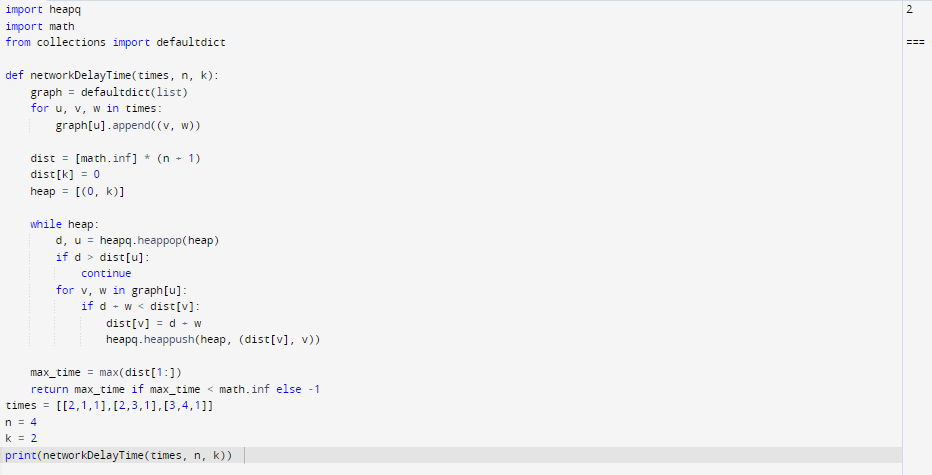 import heapq
import math
from collections import defaultdict
def networkDelayTime(times, n, k):
    graph = defaultdict(list)
    for u, v, w in times:
        graph[u].append((v, w))
    dist = [math.inf] * (n + 1)
    dist[k] = 0
    heap = [(0, k)]
    while heap:
        d, u = heapq.heappop(heap)
        if d > dist[u]:
            continue
        for v, w in graph[u]:
            if d + w < dist[v]:
                dist[v] = d + w
                heapq.heappush(heap, (dist[v], v))
    max_time = max(dist[1:])
    return max_time if max_time < math.inf else -1
times = [[2,1,1],[2,3,1],[3,4,1]]
n = 4
k = 2
print(networkDelayTime(times, n, k))
2
===